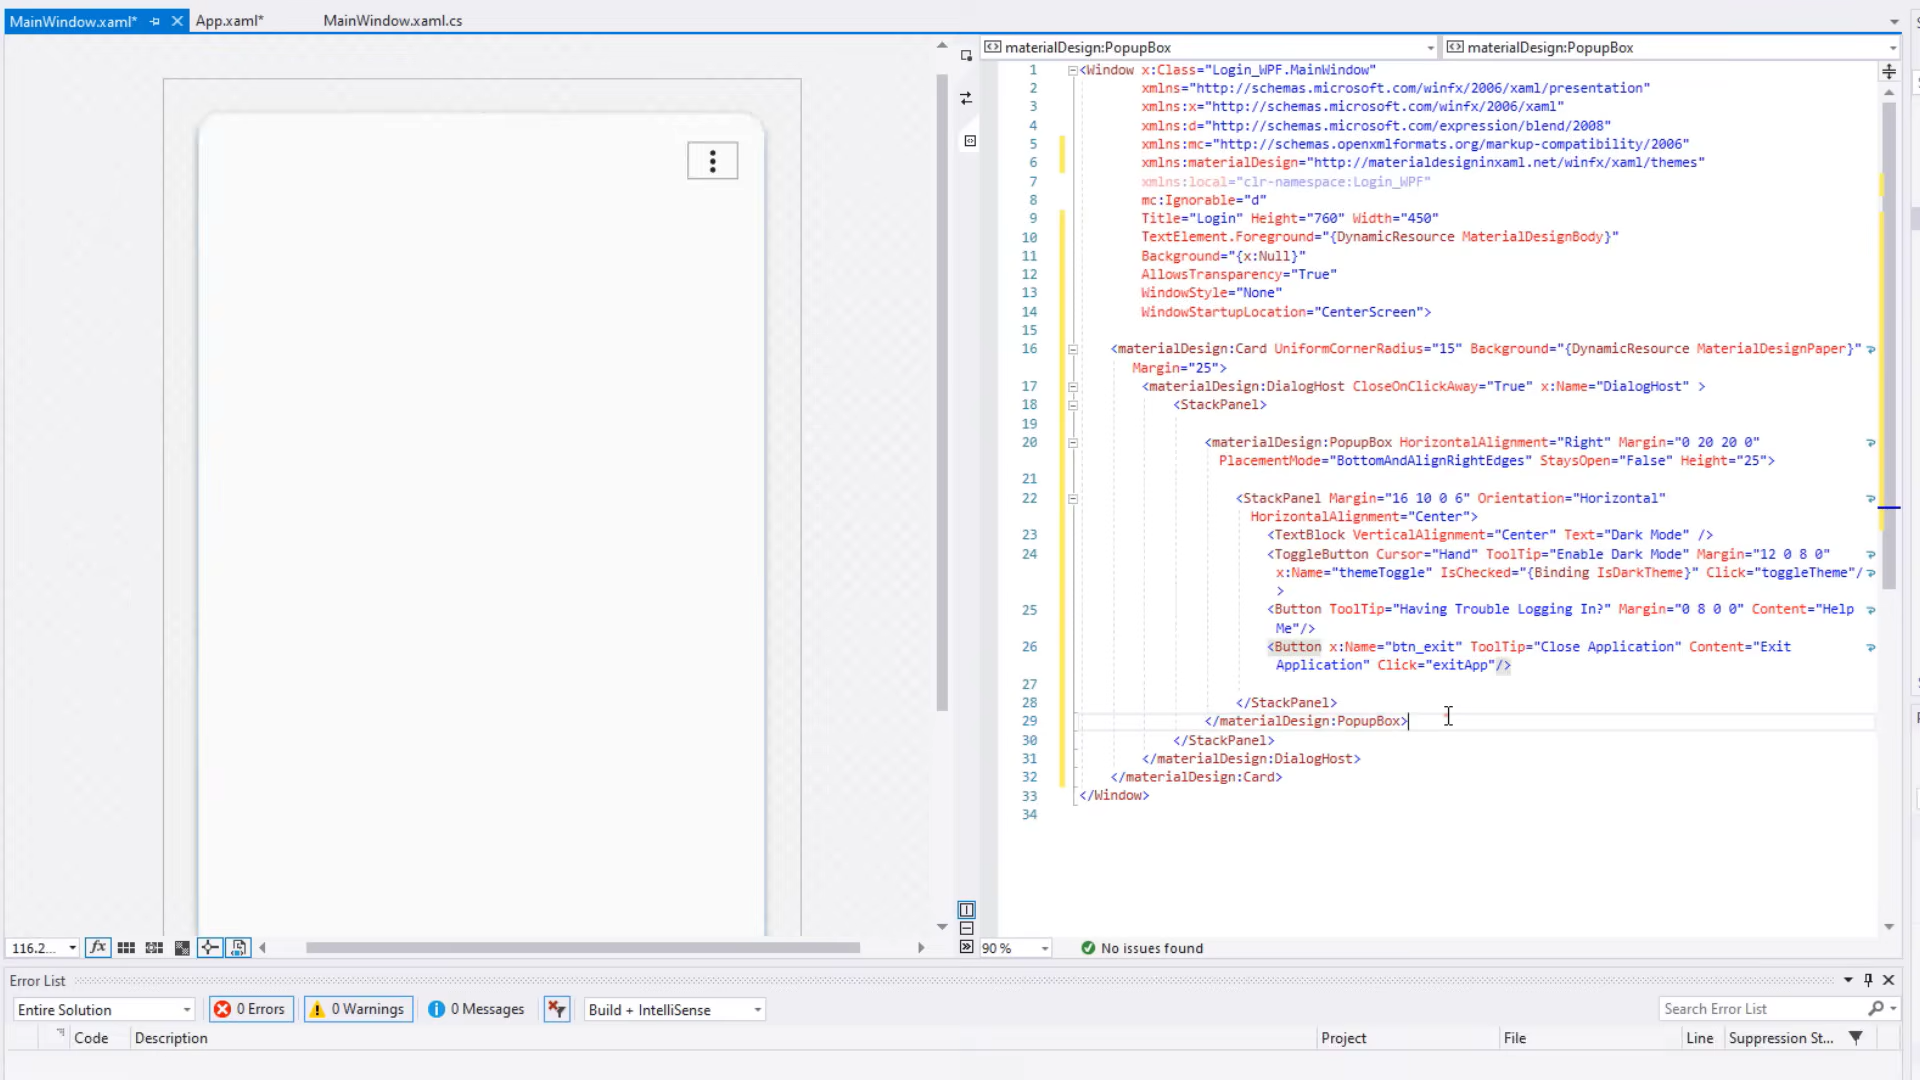 MainWindow.xaml*
App.xaml*
MainWindow.xaml.cs
materialDesign:PopupBox
materialDesign:PopupBox
1 <Window x:Class="Login_WPF.MainWindow"
2 xmlns="http://schemas.microsoft.com/winfx/2006/xaml/presentation"
3 xmlns:x="http://schemas.microsoft.com/winfx/2006/xaml"
4 xmlns:d="http://schemas.microsoft.com/expression/blend/2008"
5 xmlns:mc="http://schemas.openxmlformats.org/markup-compatibility/2006"
6 xmlns:materialDesign="http://materialdesigninxaml.net/winfx/xaml/themes"
7 xmlns:local="clr-namespace:Login_WPF"
8 mc:Ignorable="d"
9 Title="Login" Height="760" Width="450"
10 TextElement.Foreground="{DynamicResource MaterialDesignBody}"
11 Background="{x:Null}"
12 AllowsTransparency="True"
13 WindowStyle="None"
14 WindowStartupLocation="CenterScreen">
15
16 <materialDesign:Card UniformCornerRadius="15" Background="{DynamicResource MaterialDesignPaper}"
Margin="25">
17 <materialDesign:DialogHost CloseOnClickAway="True" x:Name="DialogHost" >
18 <StackPanel>
19
20 <materialDesign:PopupBox HorizontalAlignment="Right" Margin="0 20 20 0"
PlacementMode="BottomAndAlignRightEdges" StaysOpen="False" Height="25">
21
22 <StackPanel Margin="16 10 0 6" Orientation="Horizontal"
HorizontalAlignment="Center">
23 <TextBlock VerticalAlignment="Center" Text="Dark Mode" />
24 <ToggleButton Cursor="Hand" ToolTip="Enable Dark Mode" Margin="12 0 8 0"
x:Name="themeToggle" IsChecked="{Binding IsDarkTheme}" Click="toggleTheme"/
>
25 <Button ToolTip="Having Trouble Logging In?" Margin="0 8 0 0" Content="Help
Me"/>
26 <Button x:Name="btn_exit" ToolTip="Close Application" Content="Exit
Application" Click="exitApp"/>
27
28 </StackPanel>
29 </materialDesign:PopupBox>
30 </StackPanel>
31 </materialDesign:DialogHost>
32 </materialDesign:Card>
33 </Window>
34
116.2...
fx
90 %
No issues found
Error List
Entire Solution
0 Errors
0 Warnings
0 Messages
Build + IntelliSense
Search Error List
Code
Description
Project
File
Line
Suppression St...